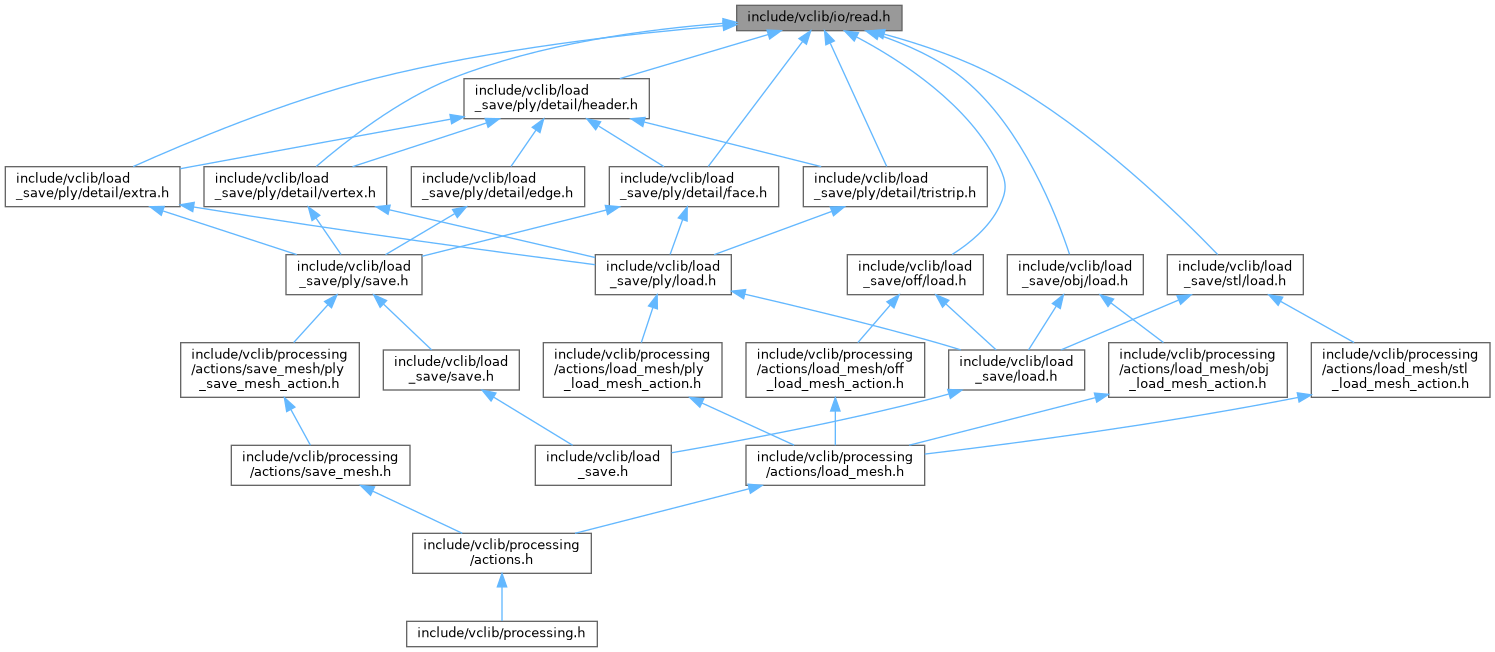 include/vclib/io/read.h
include/vclib/load
_save/ply/detail/header.h
include/vclib/load
_save/ply/detail/extra.h
include/vclib/load
_save/ply/detail/vertex.h
include/vclib/load
_save/ply/detail/edge.h
include/vclib/load
_save/ply/detail/face.h
include/vclib/load
_save/ply/detail/tristrip.h
include/vclib/load
_save/ply/save.h
include/vclib/load
_save/ply/load.h
include/vclib/load
_save/off/load.h
include/vclib/load
_save/obj/load.h
include/vclib/load
_save/stl/load.h
include/vclib/processing
/actions/save_mesh/ply
_save_mesh_action.h
include/vclib/load
_save/save.h
include/vclib/processing
/actions/load_mesh/ply
_load_mesh_action.h
include/vclib/processing
/actions/load_mesh/off
_load_mesh_action.h
include/vclib/load
_save/load.h
include/vclib/processing
/actions/load_mesh/obj
_load_mesh_action.h
include/vclib/processing
/actions/load_mesh/stl
_load_mesh_action.h
include/vclib/processing
/actions/save_mesh.h
include/vclib/load
_save.h
include/vclib/processing
/actions/load_mesh.h
include/vclib/processing
/actions.h
include/vclib/processing.h